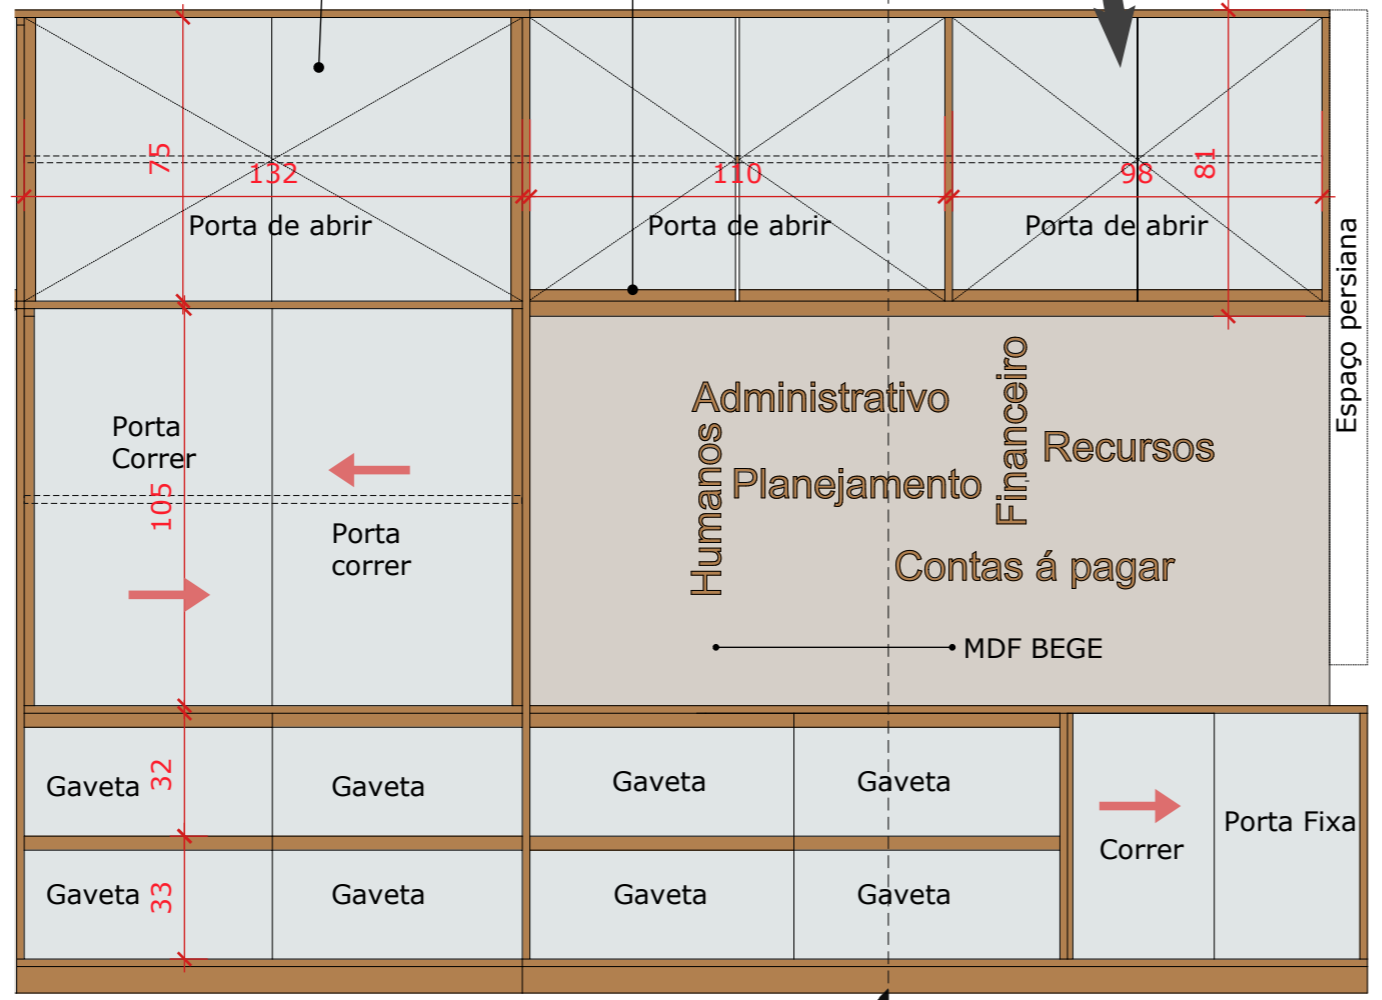 75
132
110
98
81
Porta de abrir
Porta de abrir
Porta de abrir
Espaço persiana
Porta
Correr
105
Porta
correr
Administrativo
Humanos
Planejamento
Financeiro
Recursos
Contas á pagar
MDF BEGE
Gaveta
32
Gaveta
Gaveta
Gaveta
Correr
Porta Fixa
Gaveta
33
Gaveta
Gaveta
Gaveta